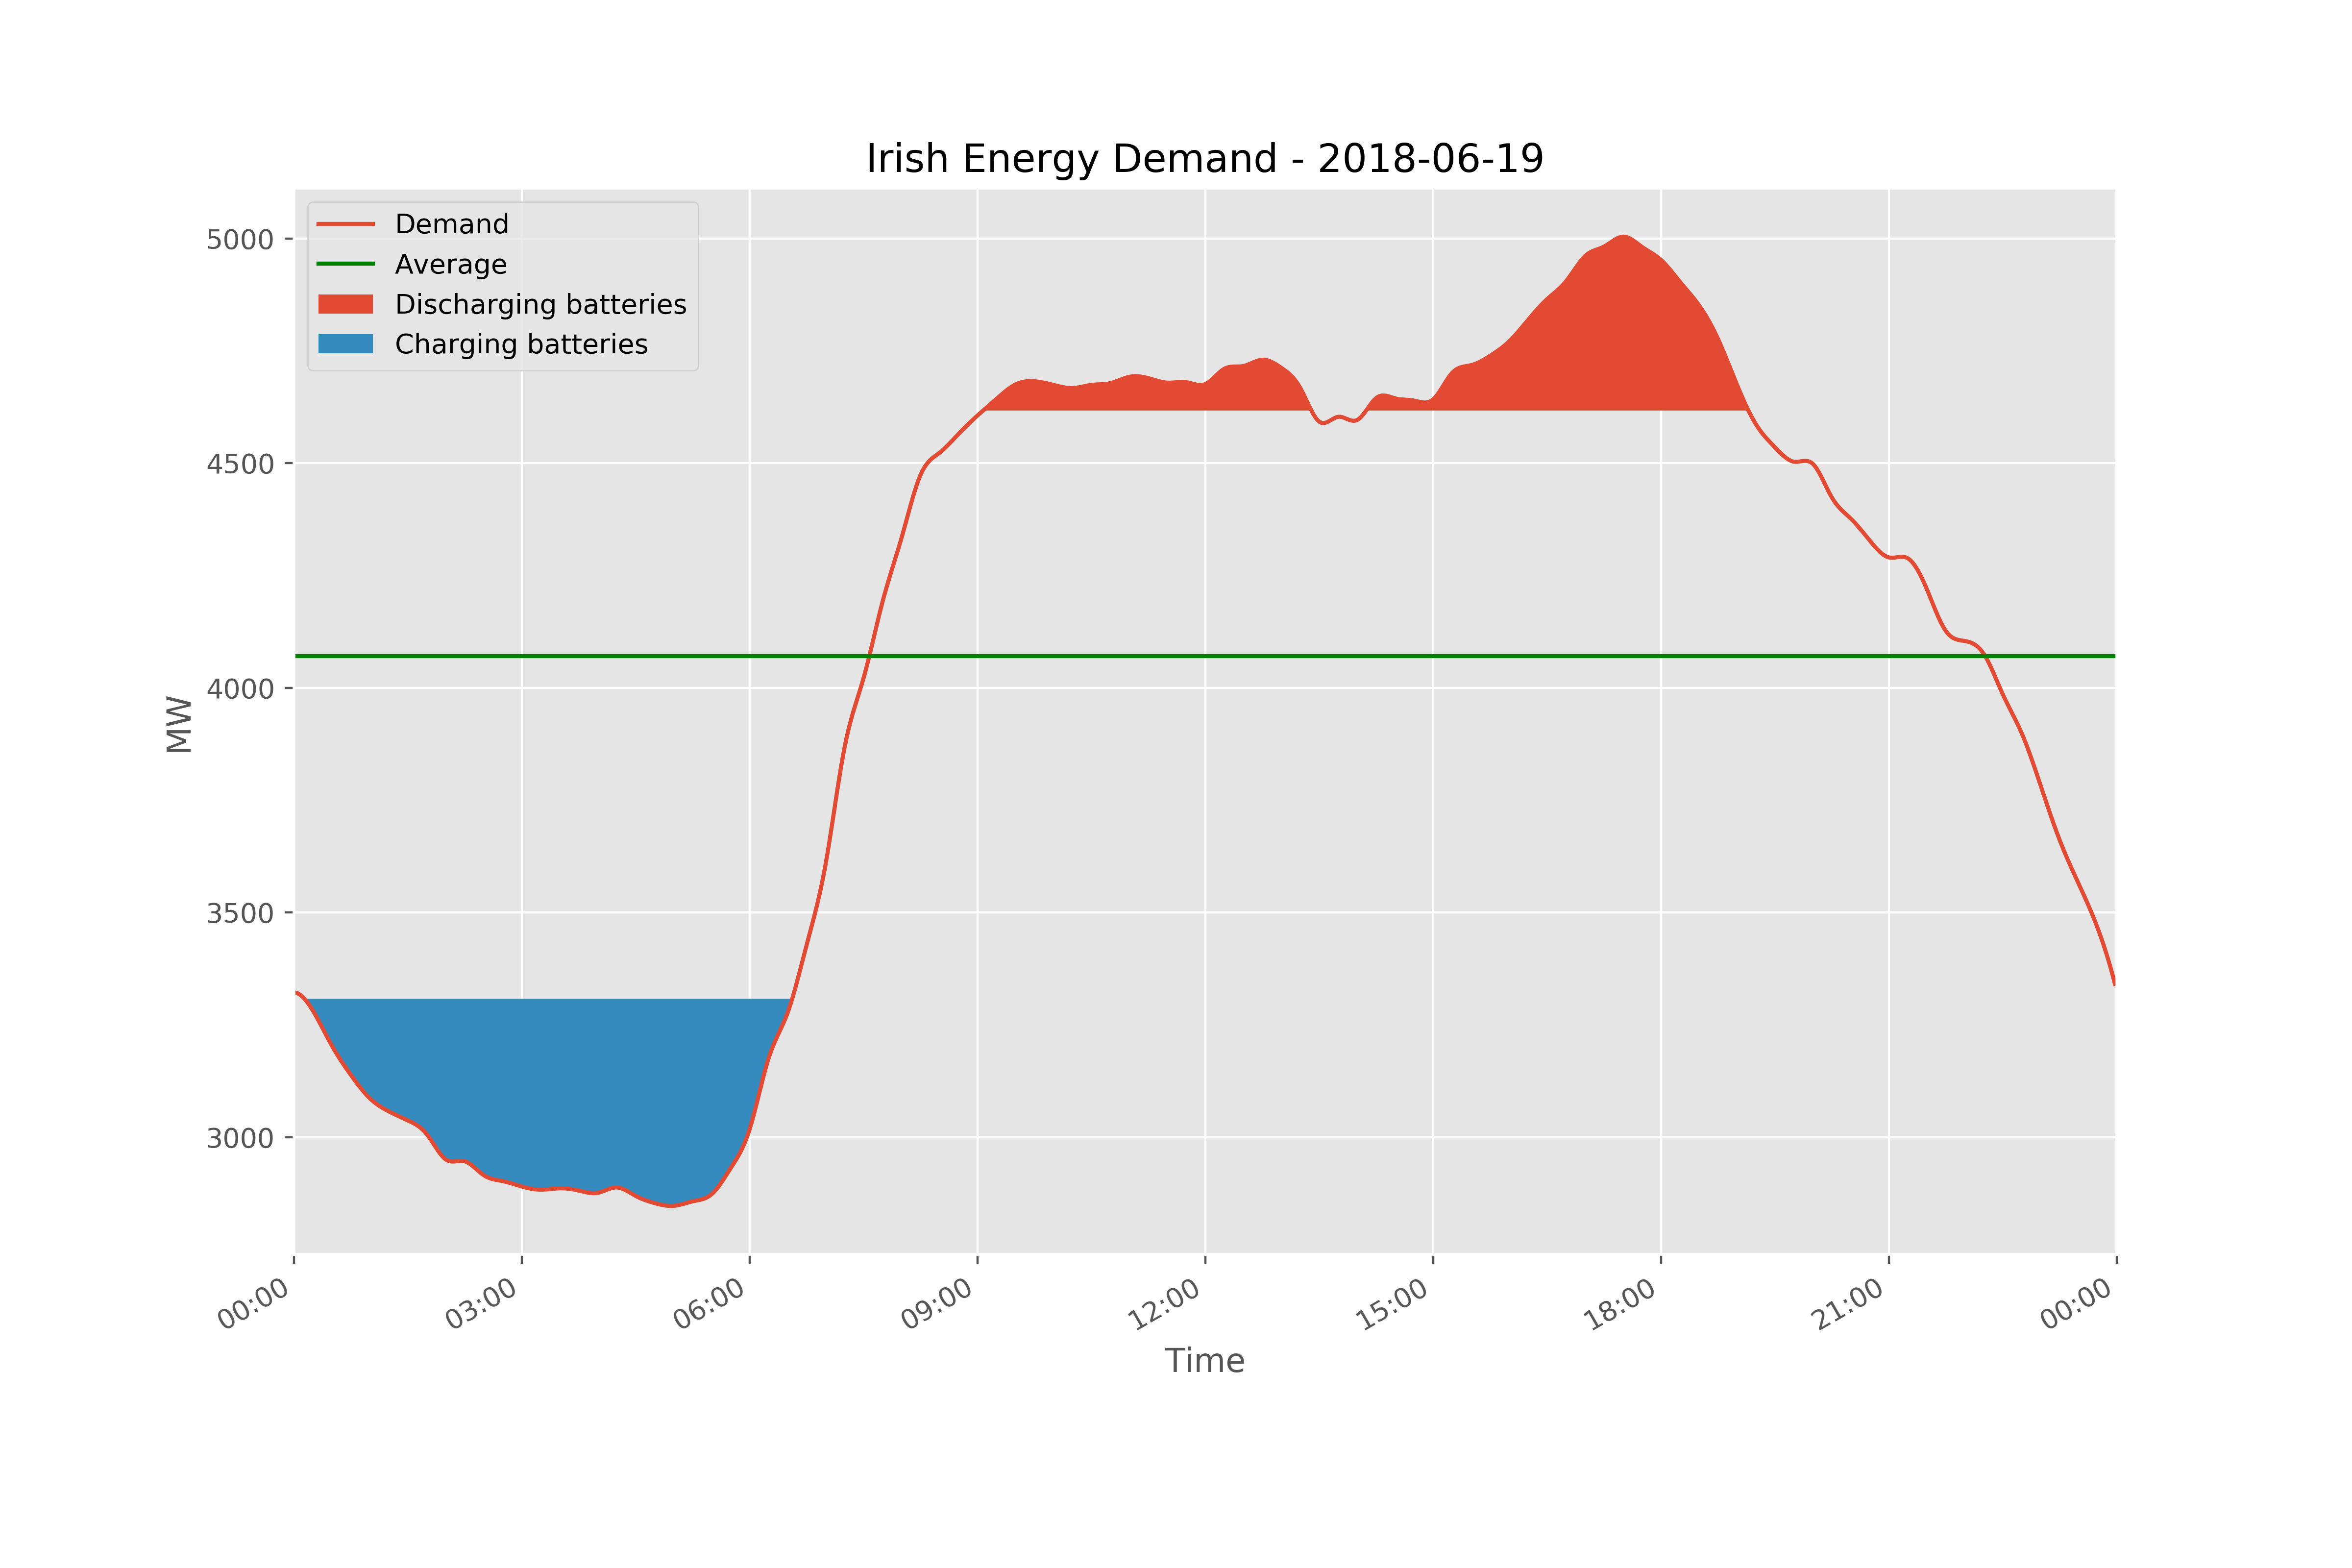 Irish Energy Demand - 2018-06-19
Demand
Average
Discharging batteries
Charging batteries
5000
4500
4000
3500
3000
MW
00:00
03:00
06:00
09:00
12:00
15:00
18:00
21:00
00:00
Time